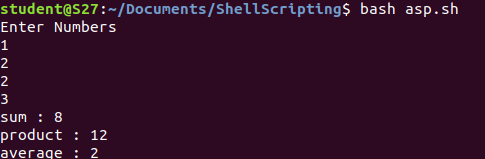 student@S27:~/Documents/ShellScripting$ bash asp.sh
Enter Numbers
1
2
2
3
sum : 8
product : 12
average : 2